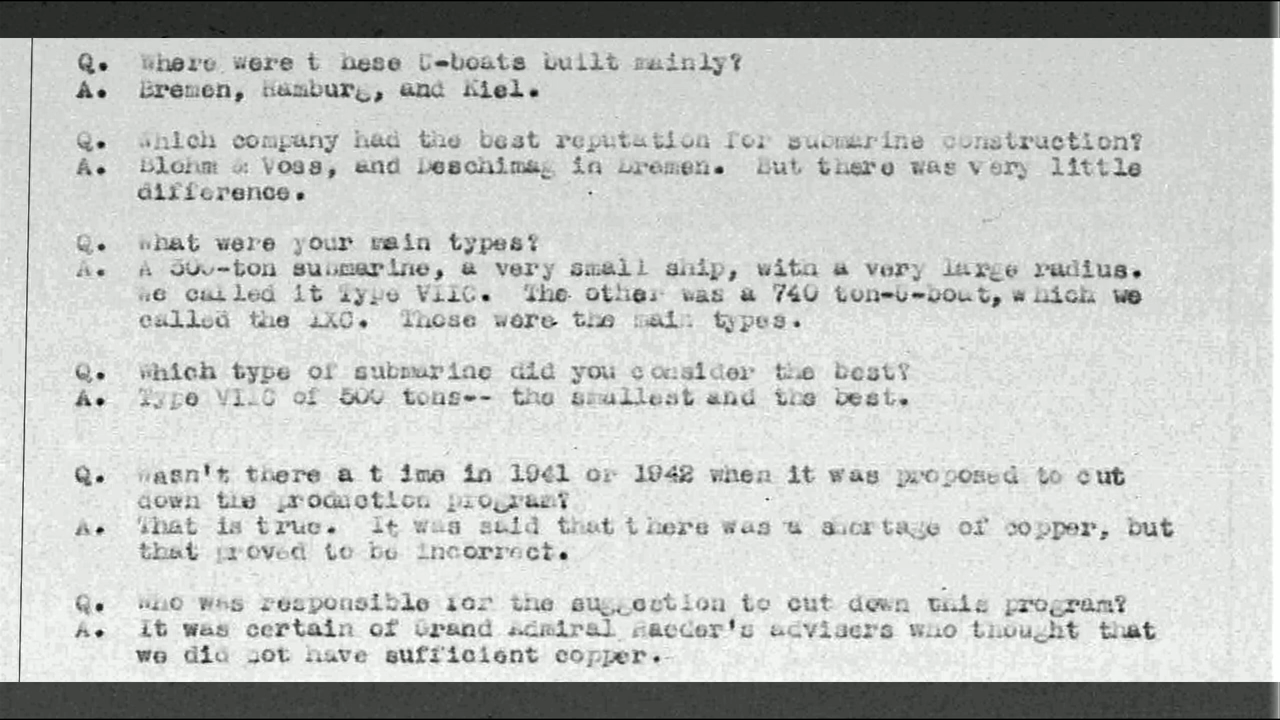 Q. Where were t hese U-boats built mainly?
A. Bremen, Hamburg, and Kiel.
Q. Which company had the best reputation for submarine construction?
A. Blohm & Voss, and Deschimag in Bremen. But there was very little
difference.
Q. What were your main types?
A. A 500-ton submarine, a very small ship, with a very large radius.
We called it Type VIIC. The other was a 740 ton-U-boat, which we
called the IXC. These were the main types.
Q. Which type of submarine did you consider the best?
A. Type VIIC of 500 tons-- the smallest and the best.
Q. Wasn't there a t ime in 1941 or 1942 when it was proposed to cut
down the production program?
A. That is true. It was said that there was a shortage of copper, but
that proved to be incorrect.
Q. Who was responsible for the suggestion to cut down this program?
A. It was certain of Grand Admiral Raeder's advisers who thought that
we did not have sufficient copper.